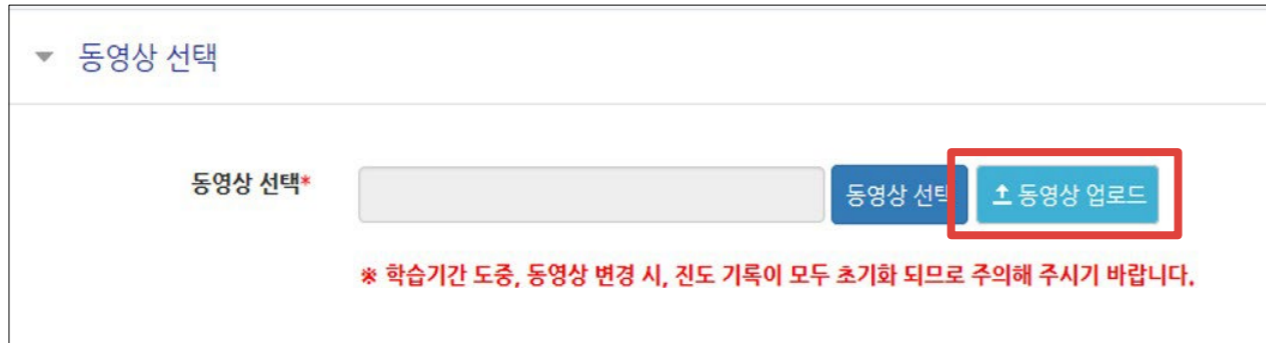 동영상 선택
동영상 선택* 동영상 선택 동영상 업로드
※ 학습기간 도중, 동영상 변경 시, 진도 기록이 모두 초기화 되므로 주의해 주시기 바랍니다.